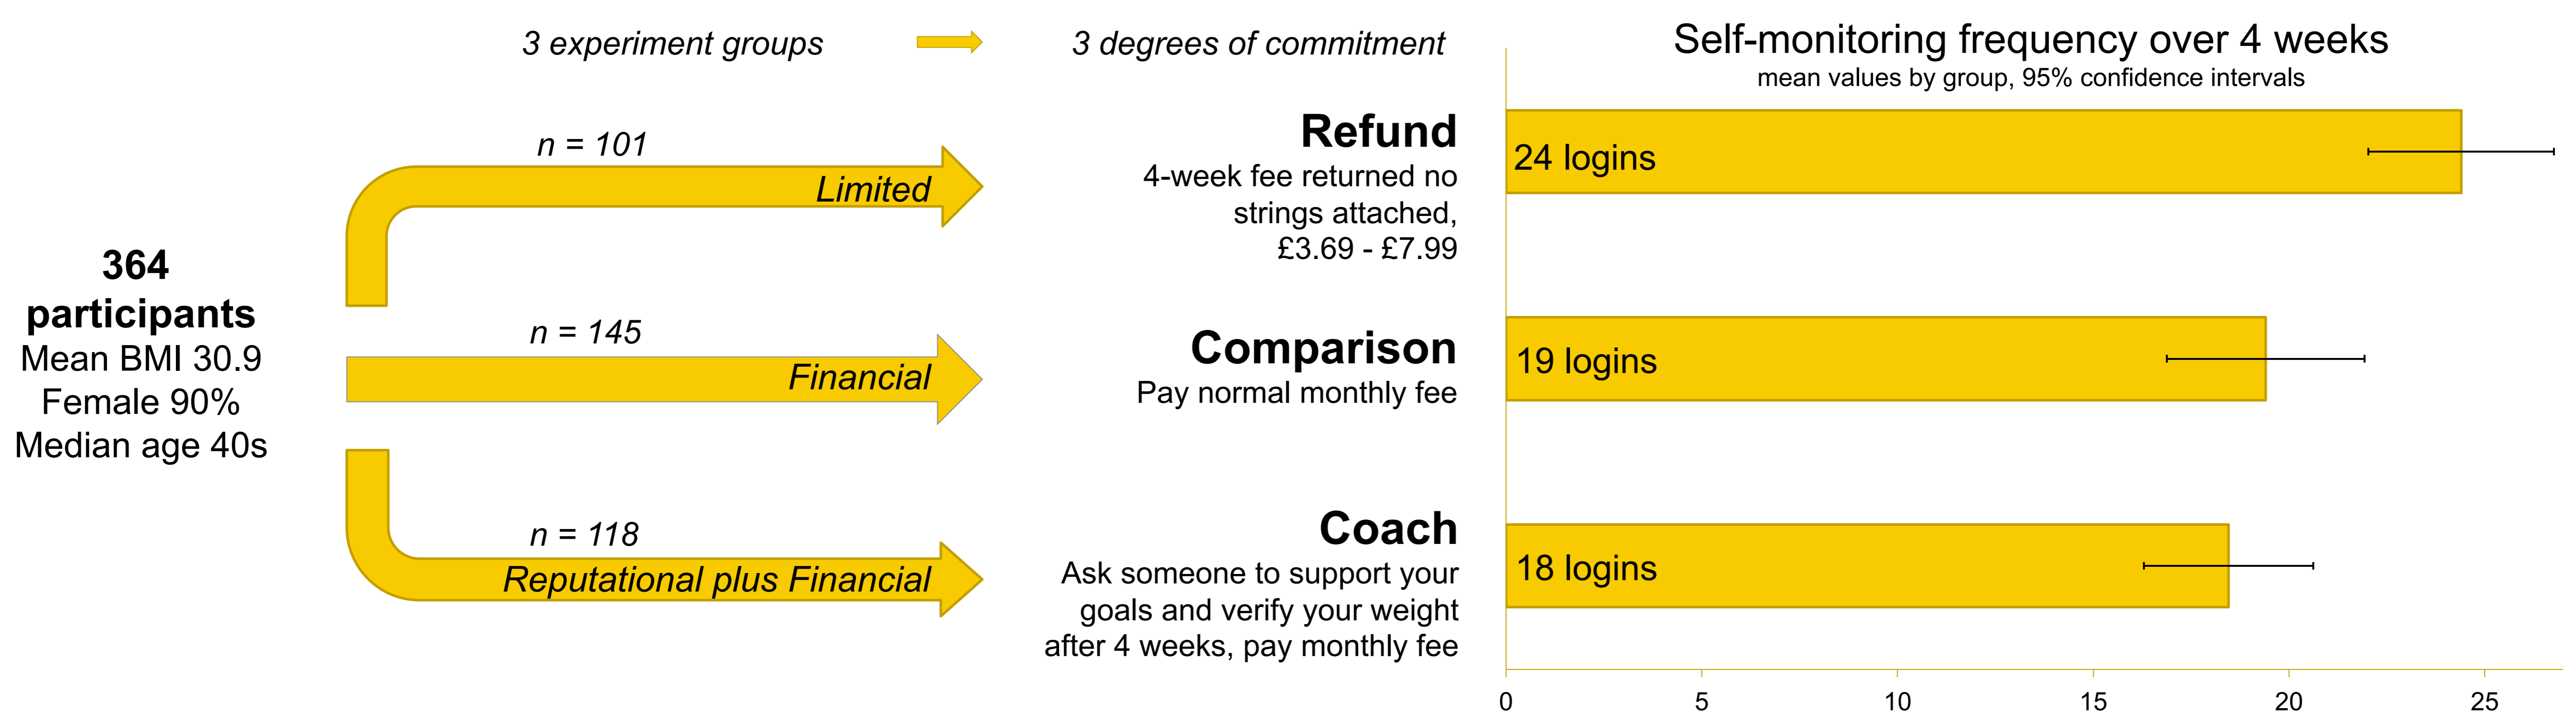 3 experiment groups
3 degrees of commitment
364
participants
Mean BMI 30.9
Female 90%
Median age 40s
n = 101
Limited
n = 145
Financial
n = 118
Reputational plus Financial
Refund
4-week fee returned no
strings attached,
£3.69 - £7.99
Comparison
Pay normal monthly fee
Coach
Ask someone to support your
goals and verify your weight
after 4 weeks, pay monthly fee
Self-monitoring frequency over 4 weeks
mean values by group, 95% confidence intervals
24 logins
19 logins
18 logins
0 5 10 15 20 25